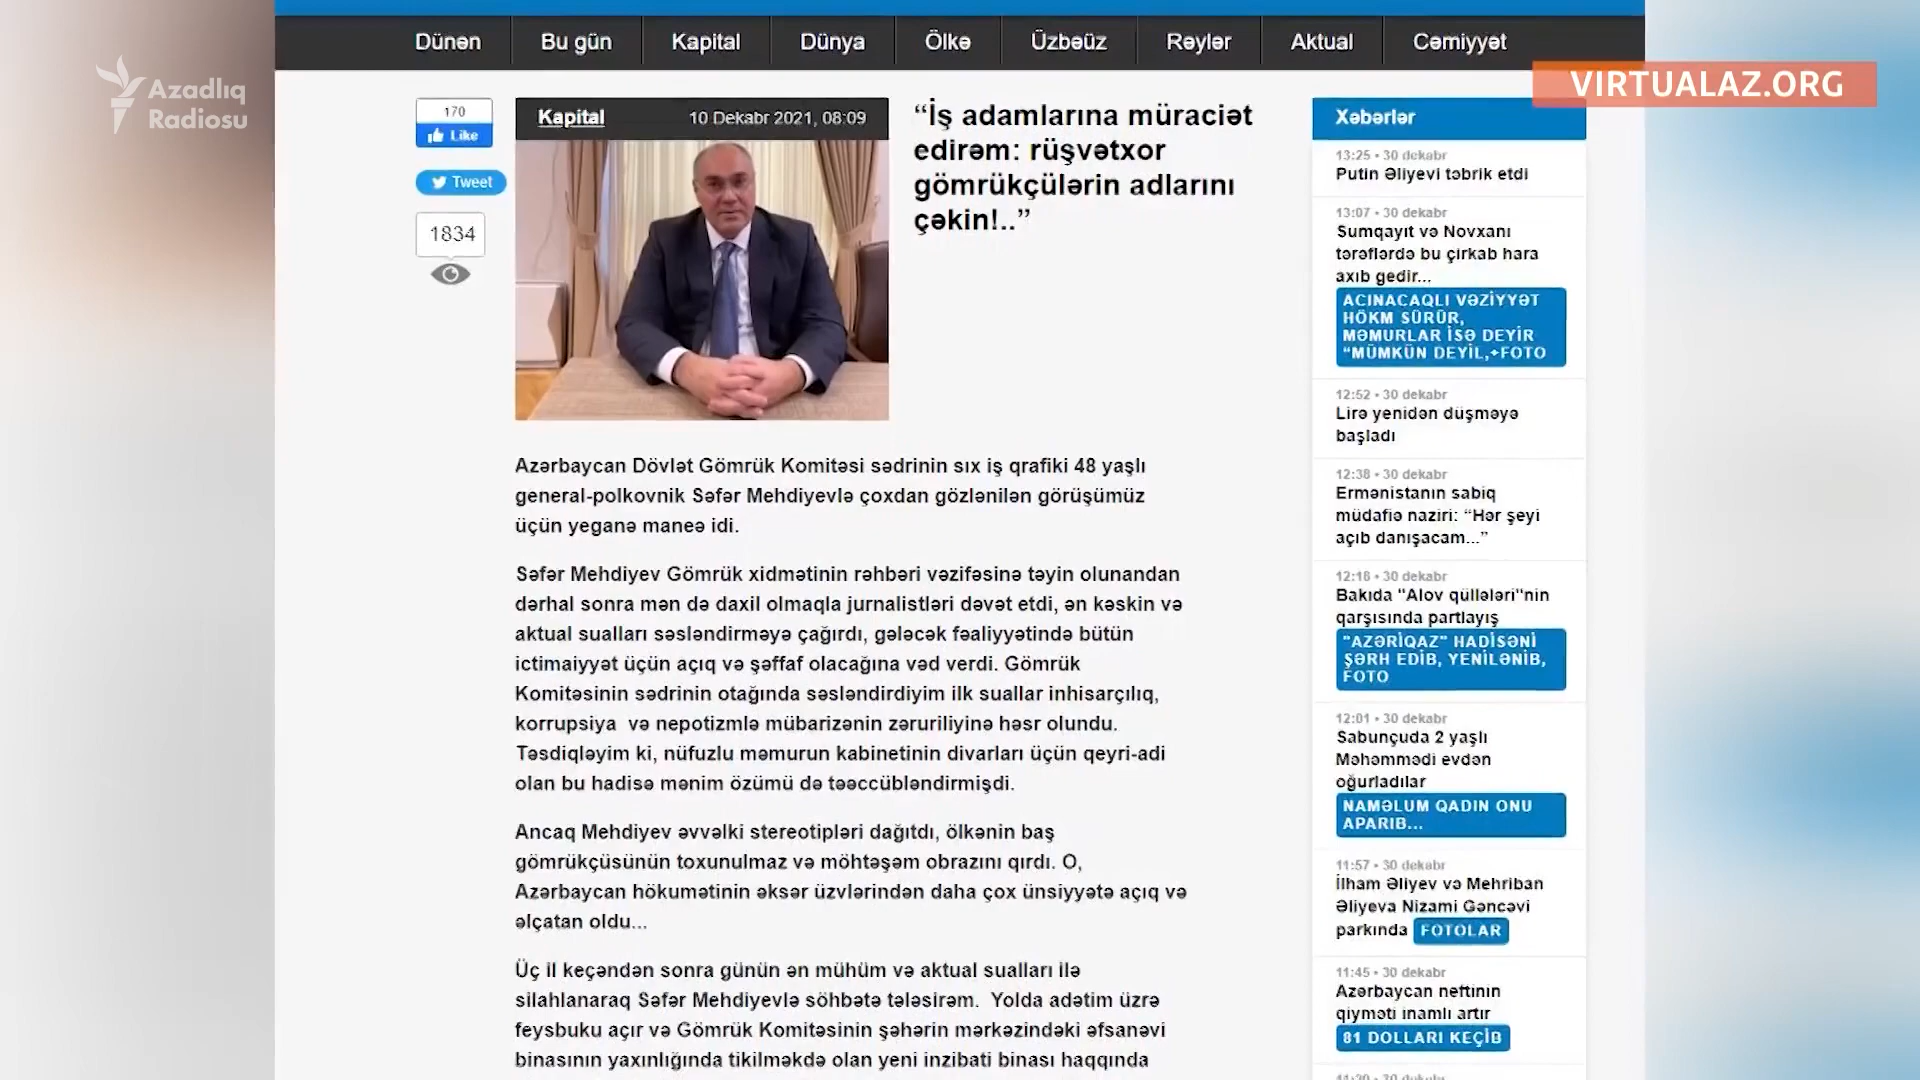 Dünən
Bu gün
Kapital
Dünya
Ölkə
Üzbəüz
Rəylər
Aktual
Cəmiyyət
Azadlıq
Radiosu
VIRTUALAZ.ORG
170
Like
Tweet
1834
Kapital
10 Dekabr 2021, 08:09
“İş adamlarına müraciət
edirəm: rüşvətxor
gömrükçülərin adlarını
çəkin!..”
Azərbaycan Dövlət Gömrük Komitəsi sədrinin sıx iş qrafiki 48 yaşlı
general-polkovnik Səfər Mehdiyevlə çoxdan gözlənilən görüşümüz
üçün yeganə maneə idi.
Səfər Mehdiyev Gömrük xidmətinin rəhbəri vəzifəsinə təyin olunandan
dərhal sonra mən də daxil olmaqla jurnalistləri dəvət etdi, ən kəskin və
aktual sualları səsləndirməyə çağırdı, gələcək fəaliyyətində bütün
ictimaiyyət üçün açıq və şəffaf olacağına vəd verdi. Gömrük
Komitəsinin sədrinin otağında səsləndirdiyim ilk suallar inhisarçılıq,
korrupsiya və nepotizmlə mübarizənin zəruriliyinə həsr olundu.
Təsdiqləyim ki, nüfuzlu məmurun kabinetinin divarları üçün qeyri-adi
olan bu hadisə mənim özümü də təəccübləndirmişdi.
Ancaq Mehdiyev əvvəlki stereotipləri dağıtdı, ölkənin baş
gömrükçüsünün toxunulmaz və möhtəşəm obrazını qırdı. O,
Azərbaycan hökumətinin əksər üzvlərindən daha çox ünsiyyətə açıq və
əlçatan oldu...
Üç il keçəndən sonra günün ən mühüm və aktual sualları ilə
silahlanaraq Səfər Mehdiyevlə söhbətə tələsirəm. Yolda adətim üzrə
feysbuku açır və Gömrük Komitəsinin şəhərin mərkəzindəki əfsanəvi
binasının yaxınlığında tikilməkdə olan yeni inzibati binası haqqında
Xəbərlər
13:25 • 30 dekabr
Putin Əliyevi təbrik etdi
13:07 • 30 dekabr
Sumqayıt və Novxanı
tərəflərdə bu çirkab hara
axıb gedir...
ACINACAQLI VƏZİYYƏT
HÖKM SÜRÜR,
MƏMURLAR İSƏ DEYİR
“MÜMKÜN DEYİL,+FOTO
12:52 • 30 dekabr
Lirə yenidən düşməyə
başladı
12:38 • 30 dekabr
Ermənistanın sabiq
müdafiə naziri: “Hər şeyi
açıb danışacam...”
12:16 • 30 dekabr
Bakıda "Alov qüllələri"nin
qarşısında partlayış
"AZƏRİQAZ" HADİSƏNİ
ŞƏRH EDİB, YENİLƏNİB,
FOTO
12:01 • 30 dekabr
Sabunçuda 2 yaşlı
Məhəmmədi evdən
oğurladılar
NAMƏLUM QADIN ONU
APARIB...
11:57 • 30 dekabr
İlham Əliyev və Mehriban
Əliyeva Nizami Gəncəvi
parkında FOTOLAR
11:45 • 30 dekabr
Azərbaycan neftinin
qiyməti inamlı artır
81 DOLLARI KEÇİB